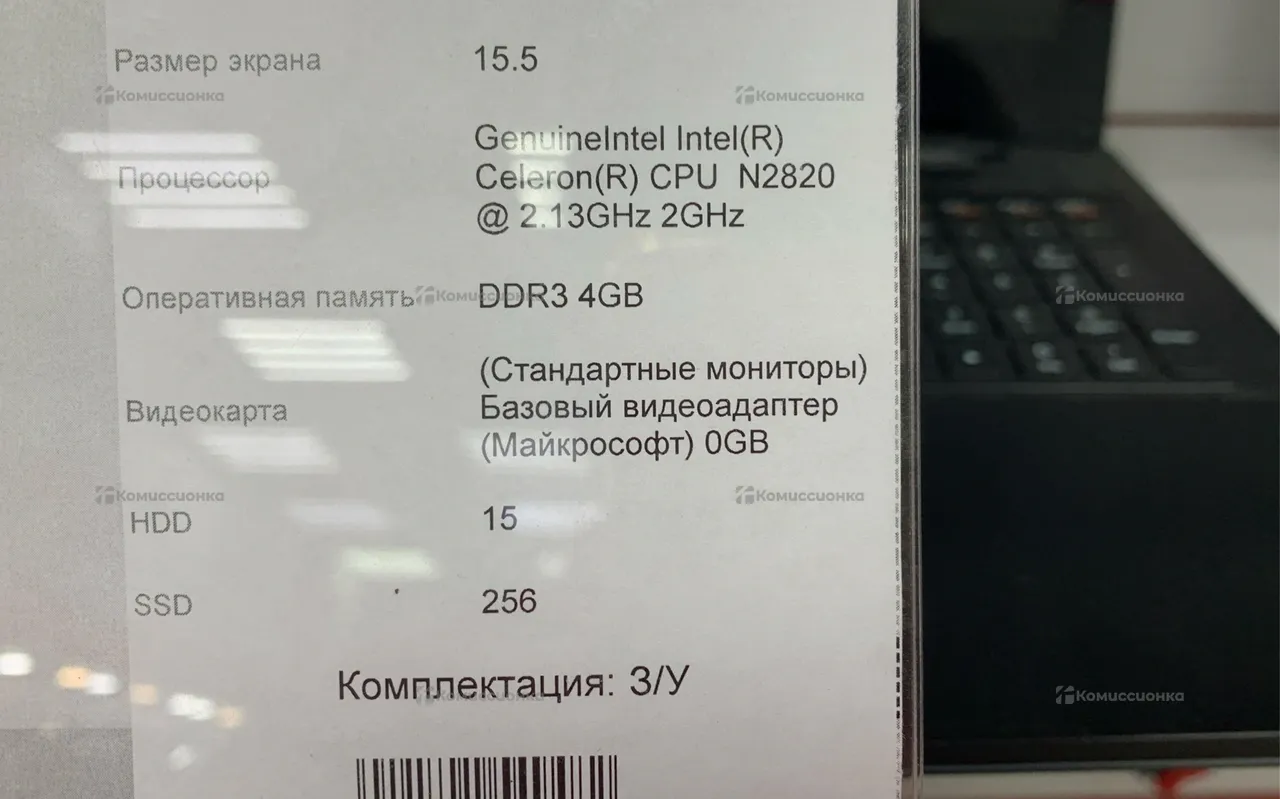 Размер экрана 15.5
Комиссионка Комиссионка
GenuineIntel Intel(R)
Процессор Celeron(R) CPU N2820
@ 2.13GHz 2GHz
Оперативная память Комиссионка DDR3 4GB Комиссионка
(Стандартные мониторы)
Видеокарта Базовый видеоадаптер
(Майкрософт) 0GB
Комиссионка Комиссионка
HDD 15
SSD 256
Комплектация: З/У
Комиссионка Комиссионка